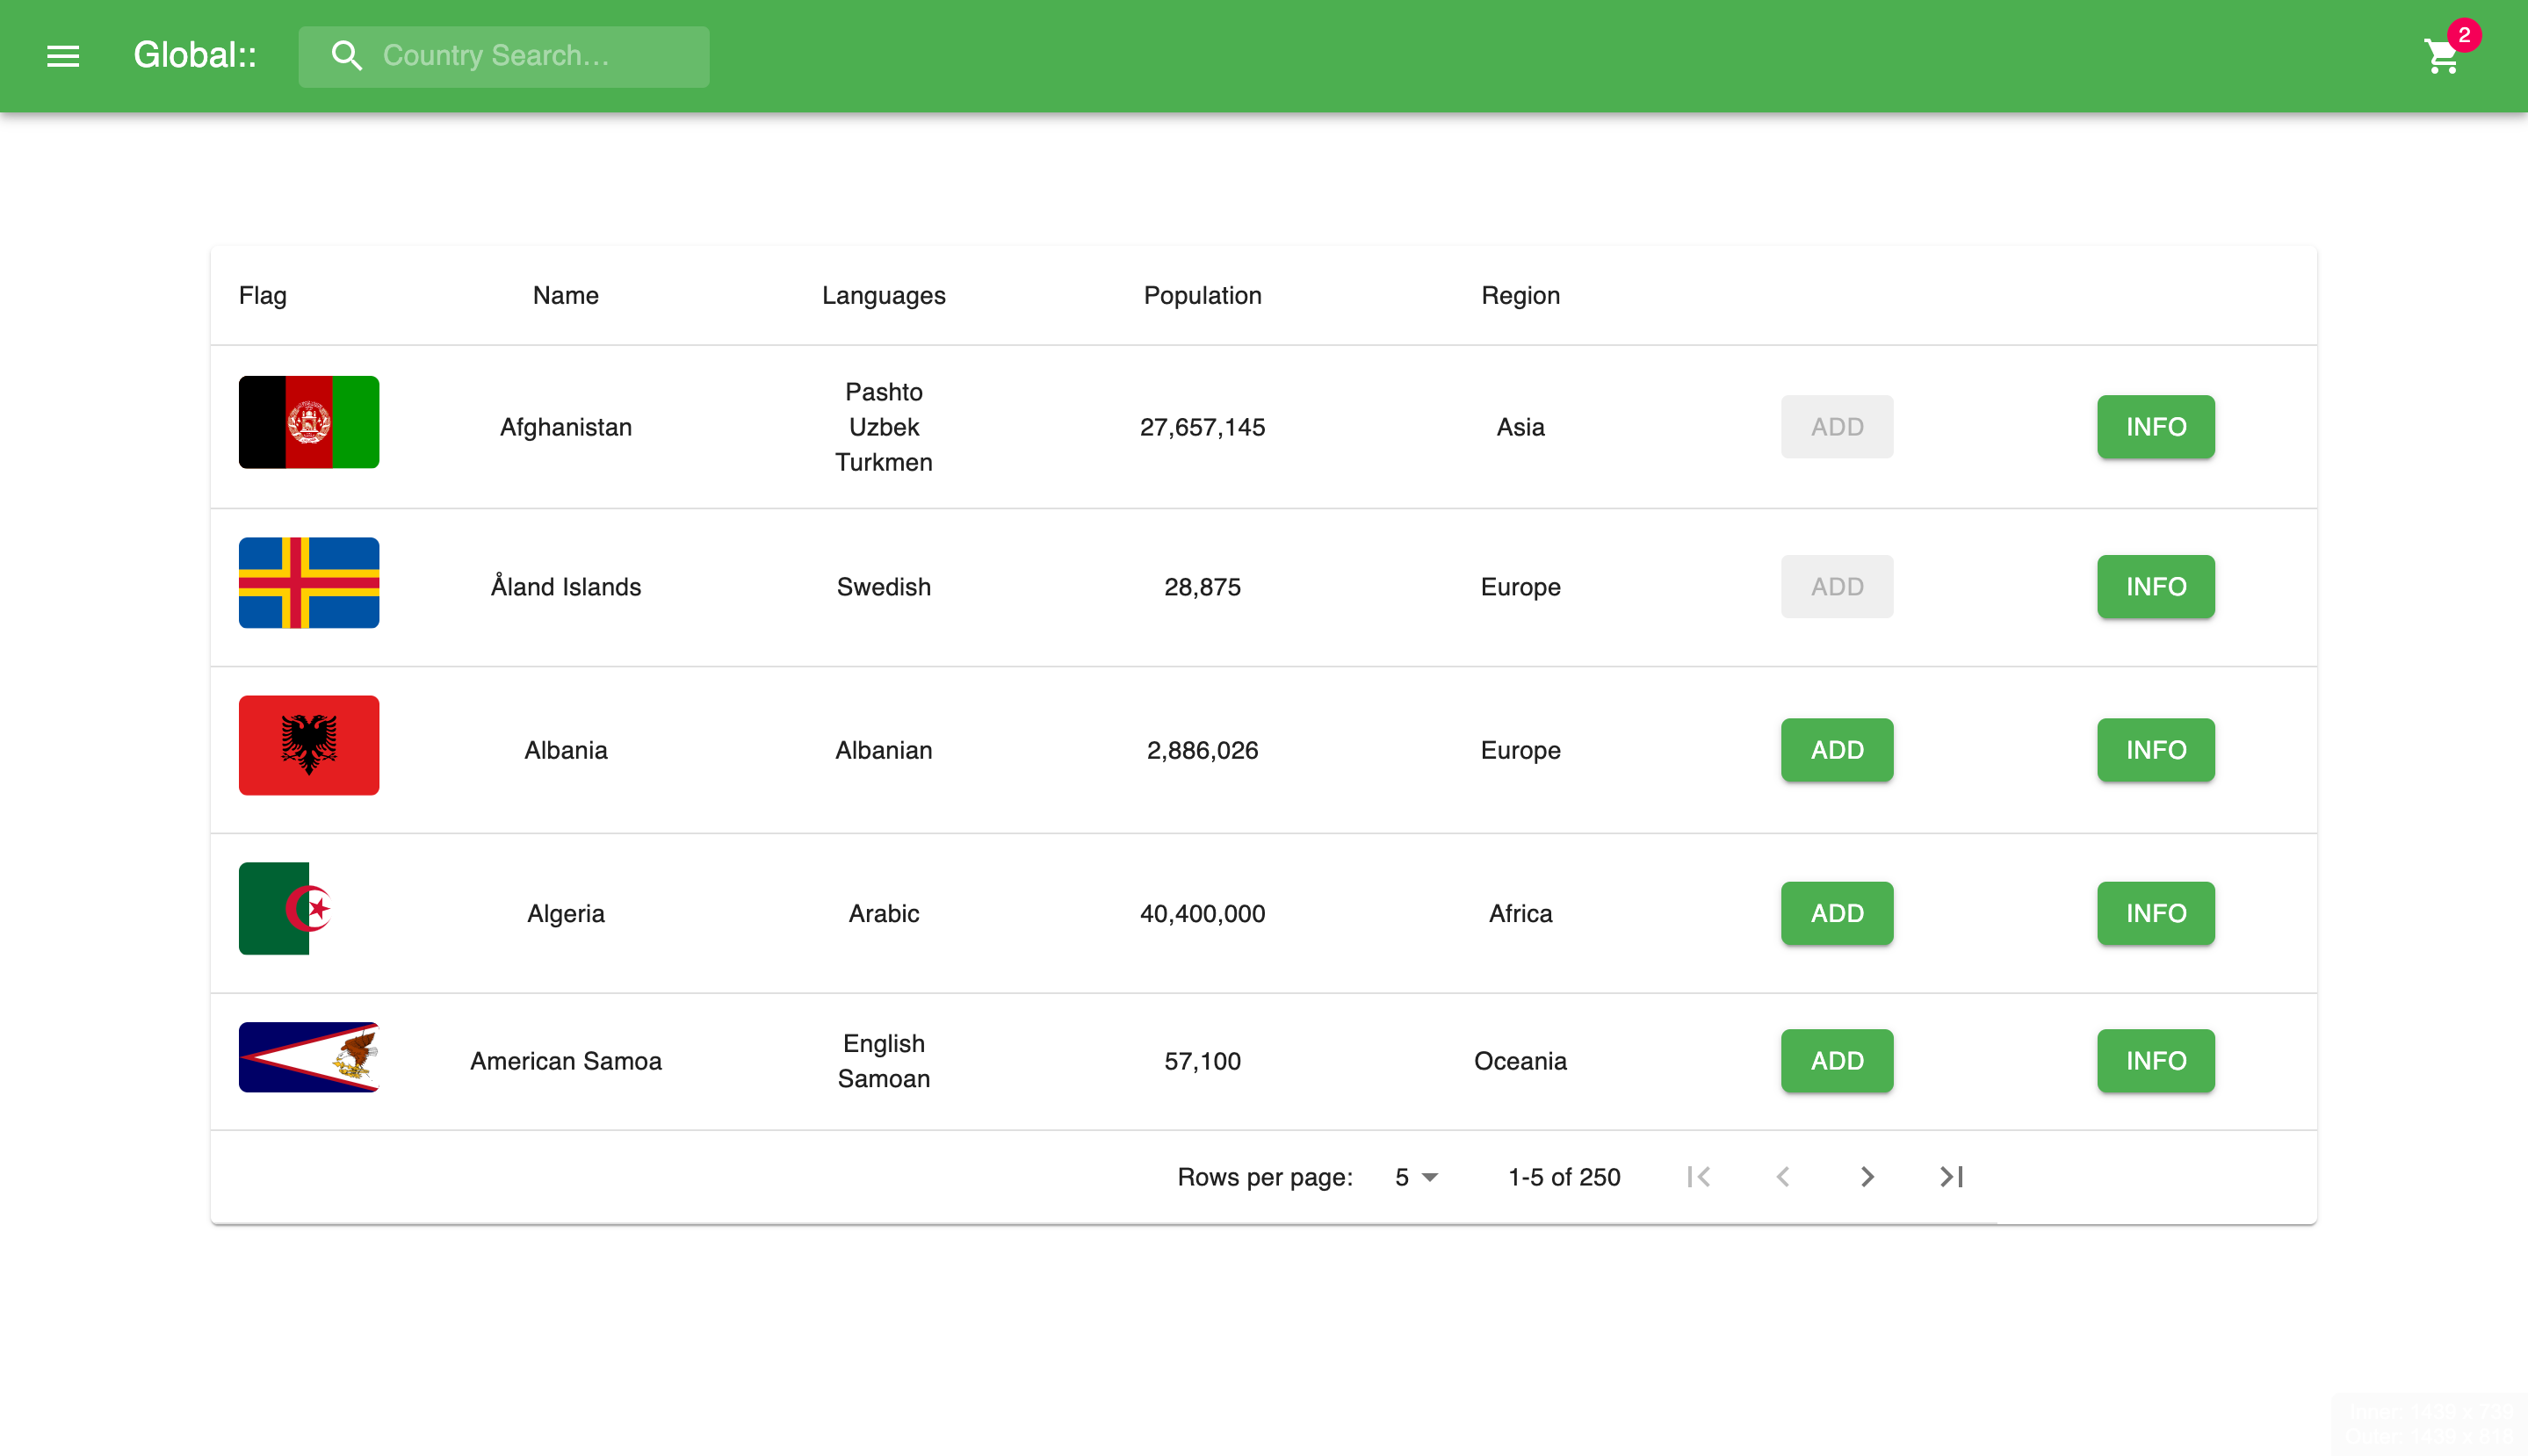 Global::
Country Search...
2
Flag Name Languages Population Region
Afghanistan Pashto 27,657,145 Asia ADD INFO
Uzbek
Turkmen
Åland Islands Swedish 28,875 Europe ADD INFO
Albania Albanian 2,886,026 Europe ADD INFO
Algeria Arabic 40,400,000 Africa ADD INFO
American Samoa English 57,100 Oceania ADD INFO
Samoan
Rows per page: 5 1-5 of 250